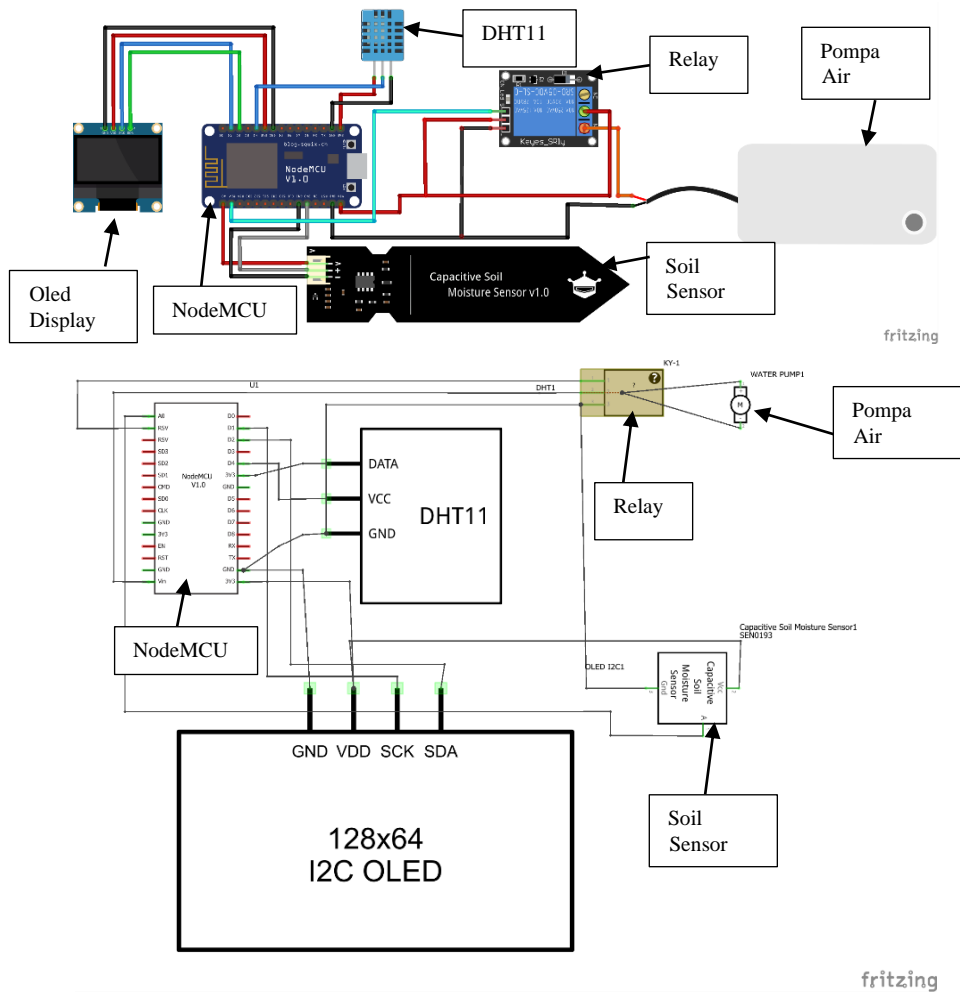 DHT11
Relay
Pompa
Air
blog.squix.ch
NodeMCU
V1.0
Keyes_SRly
Capacitive Soil
Moisture Sensor v1.0
Oled
Display
NodeMCU
Soil
Sensor
fritzing
U1
DHT1
KY-1
?
WATER PUMP1
M
Pompa
Air
Relay
A0
RSV
RSV
SD3
SD2
SD1
CMD
SD0
CLK
GND
3V3
EN
RST
GND
Vin
NodeMCU
V1.0
D0
D1
D2
D3
D4
3V3
GND
D5
D6
D7
D8
RX
TX
GND
3V3
DATA
VCC
GND
DHT11
NodeMCU
Capacitive Soil Moisture Sensor1
SEN0193
OLED I2C1
Gnd
Capacitive
Soil
Moisture
Sensor
Vcc
A
GND VDD SCK SDA
128x64
I2C OLED
Soil
Sensor
fritzing